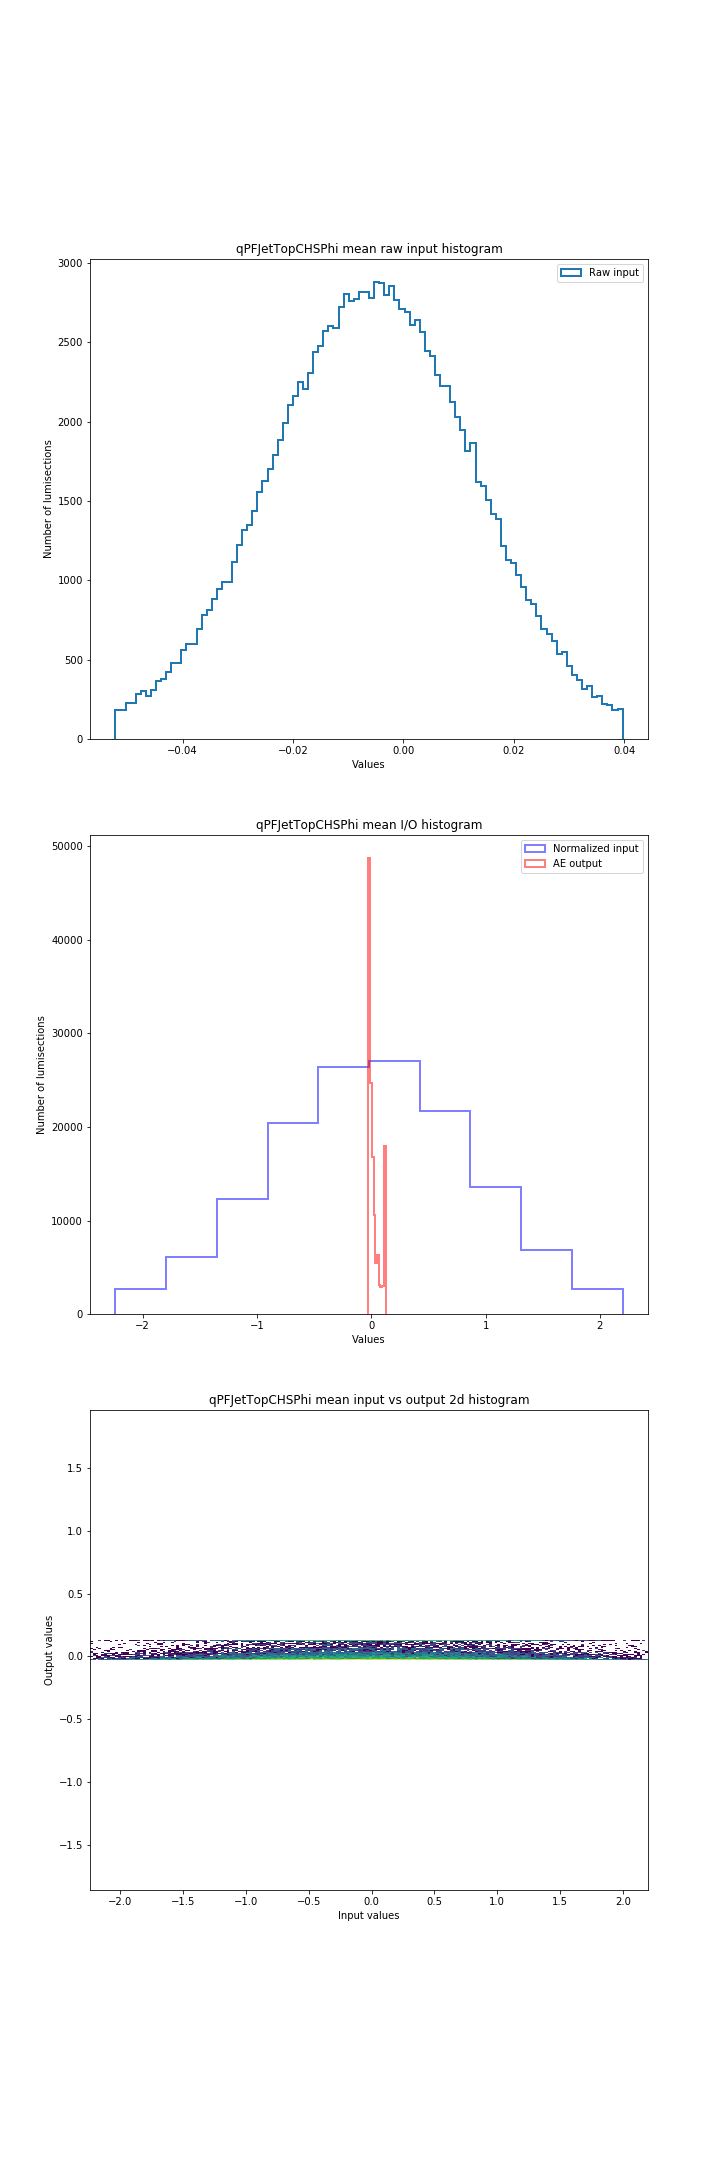 qPFJetTopCHSPhi mean raw input histogram
3000
2500
2000
1500
1000
500
0
Number of lumisections
Raw input
−0.04 −0.02 0.00 0.02 0.04
Values
qPFJetTopCHSPhi mean I/O histogram
50000
40000
30000
20000
10000
0
Number of lumisections
Normalized input
AE output
−2 −1 0 1 2
Values
qPFJetTopCHSPhi mean input vs output 2d histogram
1.5
1.0
0.5
0.0
−0.5
−1.0
−1.5
Output values
−2.0 −1.5 −1.0 −0.5 0.0 0.5 1.0 1.5 2.0
Input values